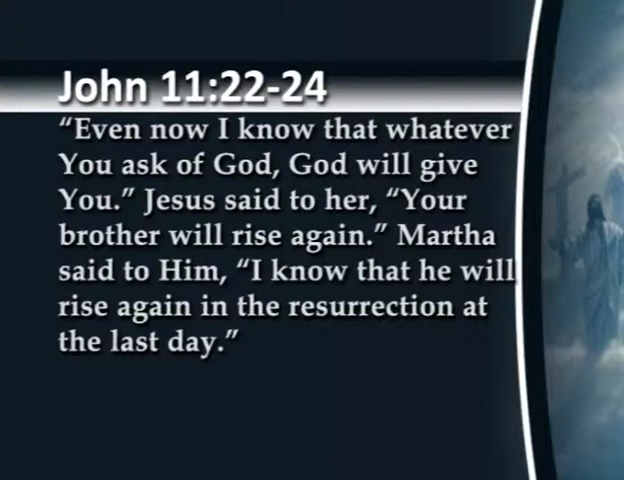 John 11:22-24
“Even now I know that whatever
You ask of God, God will give
You.” Jesus said to her, “Your
brother will rise again.” Martha
said to Him, “I know that he will
rise again in the resurrection at
the last day.”